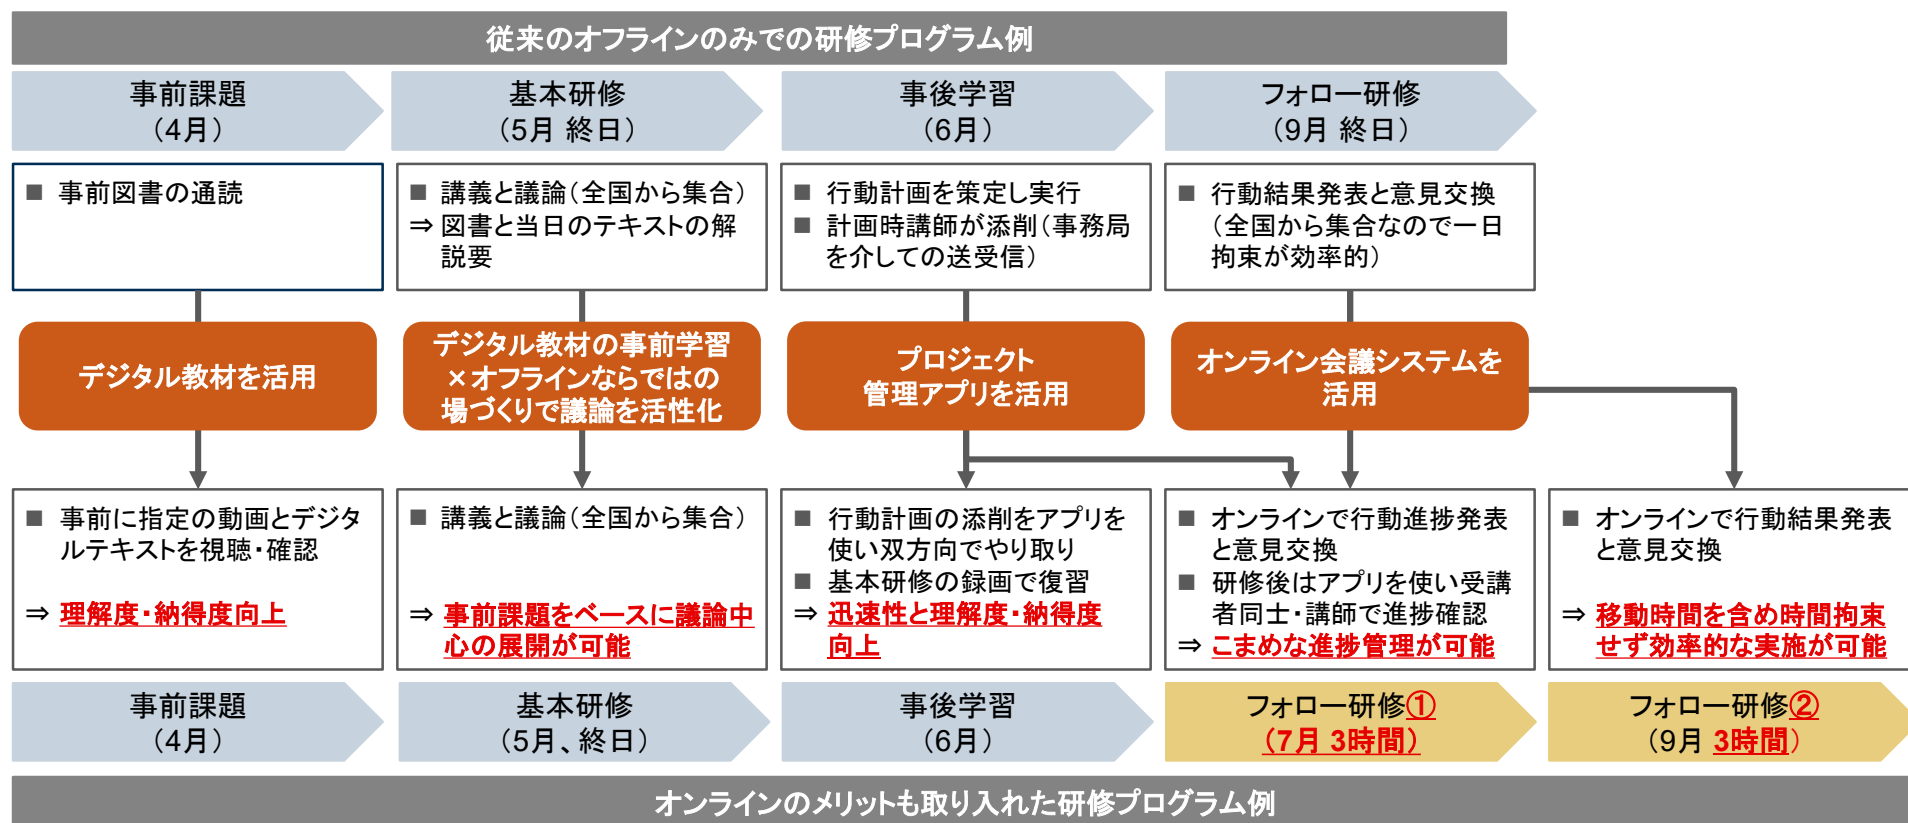 従来のオフラインのみでの研修プログラム例
事前課題
（4月）
基本研修
（5月 終日）
事後学習
（6月）
フォロー研修
（9月 終日）
■ 事前図書の通読
■ 講義と議論（全国から集合）
⇒ 図書と当日のテキストの解
説要
■ 行動計画を策定し実行
■ 計画時講師が添削（事務局
を介しての送受信）
■ 行動結果発表と意見交換
（全国から集合なので一日
拘束が効率的）
デジタル教材を活用
デジタル教材の事前学習
×オフラインならではの
場づくりで議論を活性化
プロジェクト
管理アプリを活用
オンライン会議システムを
活用
■ 事前に指定の動画とデジタ
ルテキストを視聴・確認
⇒ 理解度・納得度向上
■ 講義と議論（全国から集合）
⇒ 事前課題をベースに議論中
心の展開が可能
■ 行動計画の添削をアプリを
使い双方向でやり取り
■ 基本研修の録画で復習
⇒ 迅速性と理解度・納得度
向上
■ オンラインで行動進捗発表
と意見交換
■ 研修後はアプリを使い受講
者同士・講師で進捗確認
⇒ こまめな進捗管理が可能
■ オンラインで行動結果発表
と意見交換
⇒ 移動時間を含め時間拘束
せず効率的な実施が可能
事前課題
（4月）
基本研修
（5月、終日）
事後学習
（6月）
フォロー研修①
（7月 3時間）
フォロー研修②
（9月 3時間）
オンラインのメリットも取り入れた研修プログラム例